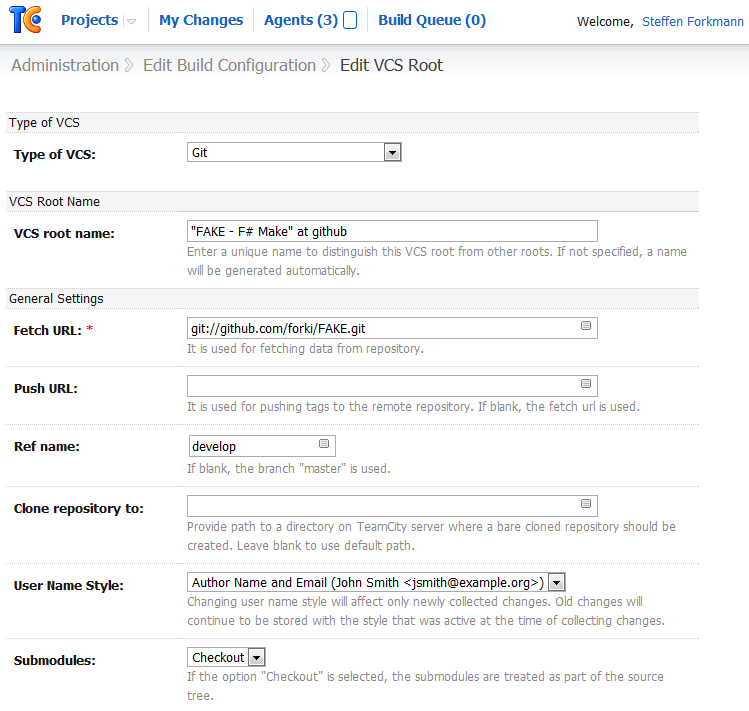 TC Projects My Changes Agents (3) Build Queue (0) Welcome, Steffen Forkmann
Administration Edit Build Configuration Edit VCS Root
Type of VCS
Type of VCS: Git
VCS Root Name
VCS root name: "FAKE - F# Make" at github
Enter a unique name to distinguish this VCS root from other roots. If not specified, a name
will be generated automatically.
General Settings
Fetch URL: * git://github.com/forki/FAKE.git
It is used for fetching data from repository.
Push URL:
It is used for pushing tags to the remote repository. If blank, the fetch url is used.
Ref name: develop
If blank, the branch "master" is used.
Clone repository to:
Provide path to a directory on TeamCity server where a bare cloned repository should be
created. Leave blank to use default path.
User Name Style: Author Name and Email (John Smith <jsmith@example.org>)
Changing user name style will affect only newly collected changes. Old changes will
continue to be stored with the style that was active at the time of collecting changes.
Submodules: Checkout
If the option "Checkout" is selected, the submodules are treated as part of the source
tree.